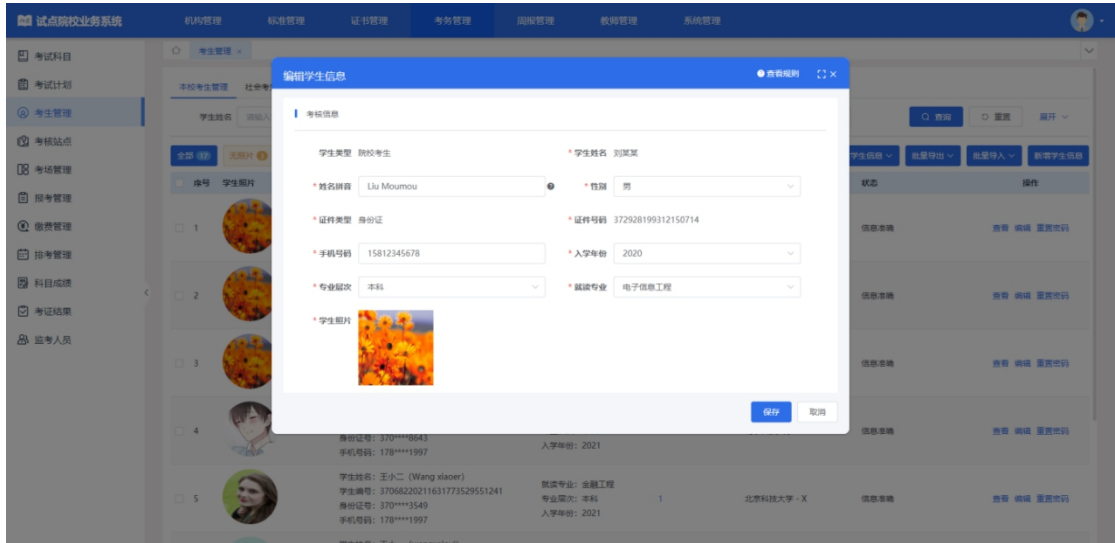 试点院校业务系统 机构管理 标准管理 证书管理 考务管理 周报管理 教师管理 系统管理
考试科目
考试计划
考生管理
考核站点
考场管理
报考管理
缴费管理
排考管理
科目成绩
考证结果
监考人员
考生管理 ×
本校考生管理 社会考
学生姓名 请输入 查询 重置 展开
全部 无照片 学生信息 批量导出 批量导入 新增学生信息
序号 学生照片 状态 操作
编辑学生信息 查看规则
考核信息
学生类型 院校考生 * 学生姓名 刘某某
* 姓名拼音 Liu Moumou * 性别 男
* 证件类型 身份证 * 证件号码 372928199312150714
* 手机号码 15812345678 * 入学年份 2020
* 专业层次 本科 * 就读专业 电子信息工程
* 学生照片
保存 取消
1 信息准确 查看 编辑 重置密码
2 信息准确 查看 编辑 重置密码
3 信息准确 查看 编辑 重置密码
4 身份证号：370****8643 入学年份：2021 信息准确 查看 编辑 重置密码
手机号码：178****1997
学生姓名：王小二（Wang xiaoer）
5 学生编号：37068220211631773529551241 就读专业：金融工程 1 北京科技大学 - X 信息准确 查看 编辑 重置密码
身份证号：370****3549 专业层次：本科
手机号码：178****1997 入学年份：2021